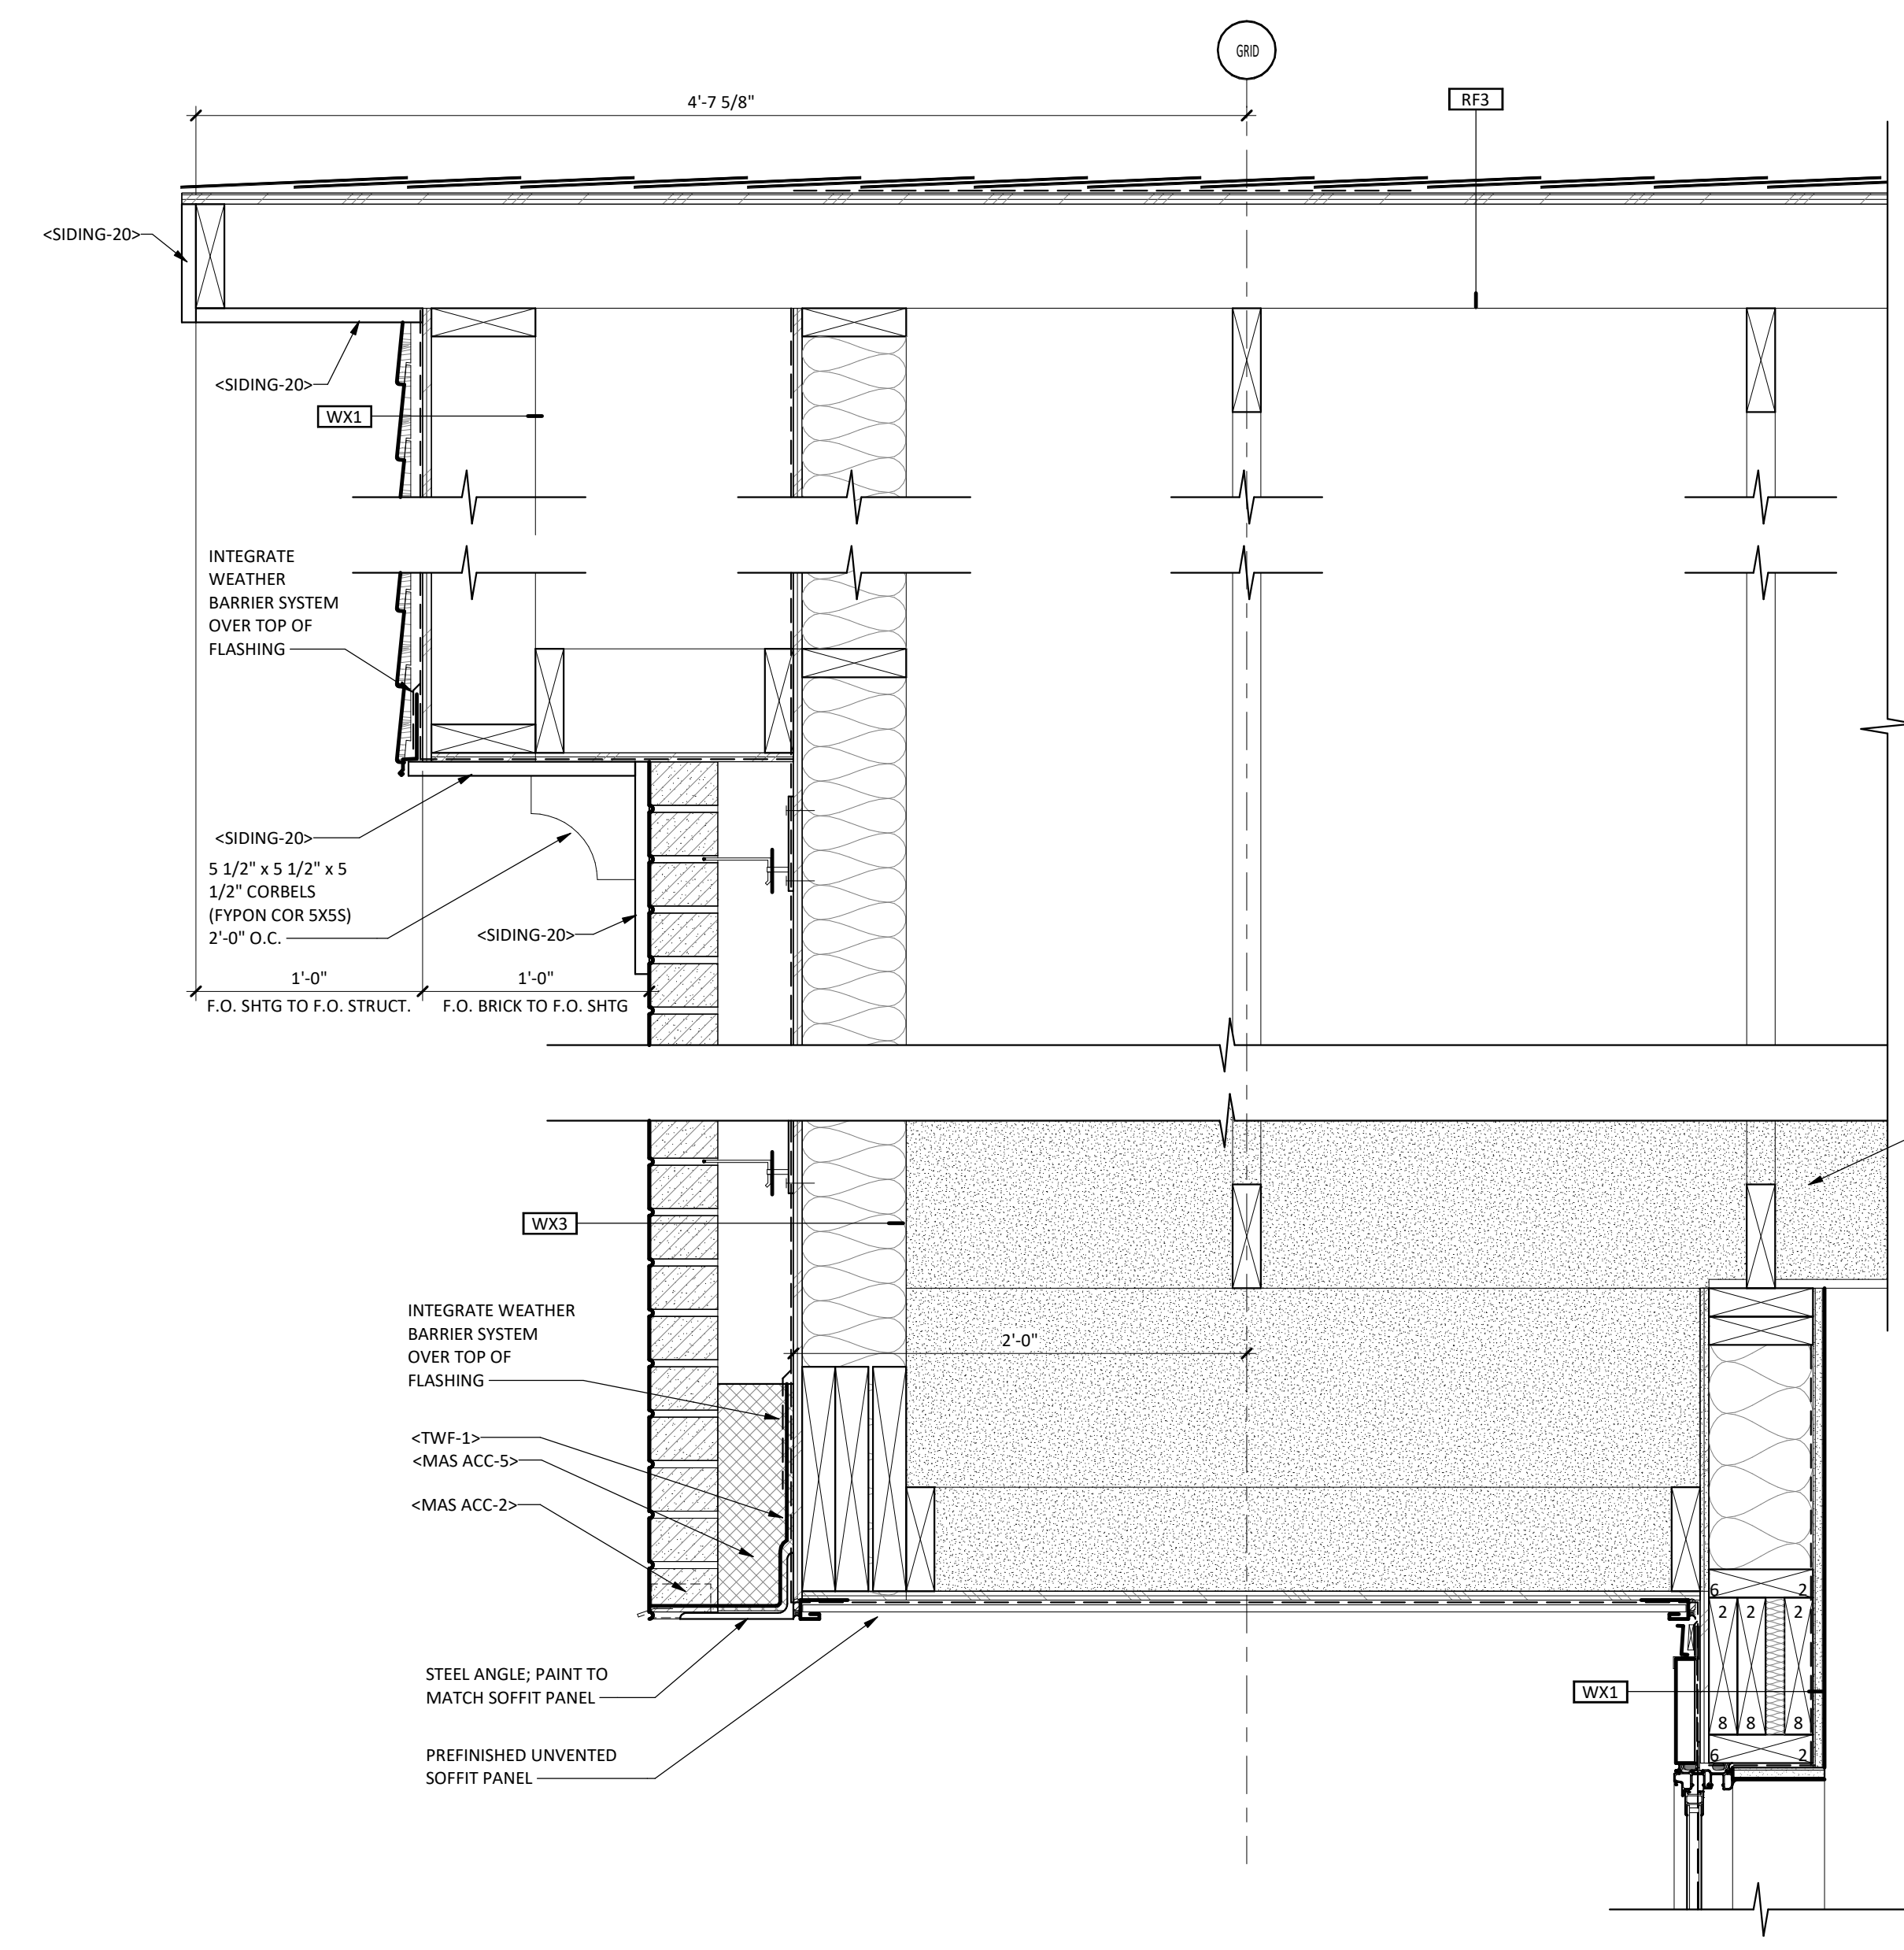 GRID
4'-7 5/8"
RF3
<SIDING-20>
<SIDING-20>
WX1
INTEGRATE
WEATHER
BARRIER SYSTEM
OVER TOP OF
FLASHING
<SIDING-20>
5 1/2" x 5 1/2" x 5
1/2" CORBELS
(FYPON COR 5X5S)
2'-0" O.C.
<SIDING-20>
1'-0"
1'-0"
F.O. SHTG TO F.O. STRUCT.
F.O. BRICK TO F.O. SHTG
WX3
INTEGRATE WEATHER
BARRIER SYSTEM
OVER TOP OF
FLASHING
2'-0"
<TWF-1>
<MAS ACC-5>
<MAS ACC-2>
6 2
2 2 2
8 8 8
6 2
STEEL ANGLE; PAINT TO
MATCH SOFFIT PANEL
WX1
PREFINISHED UNVENTED
SOFFIT PANEL